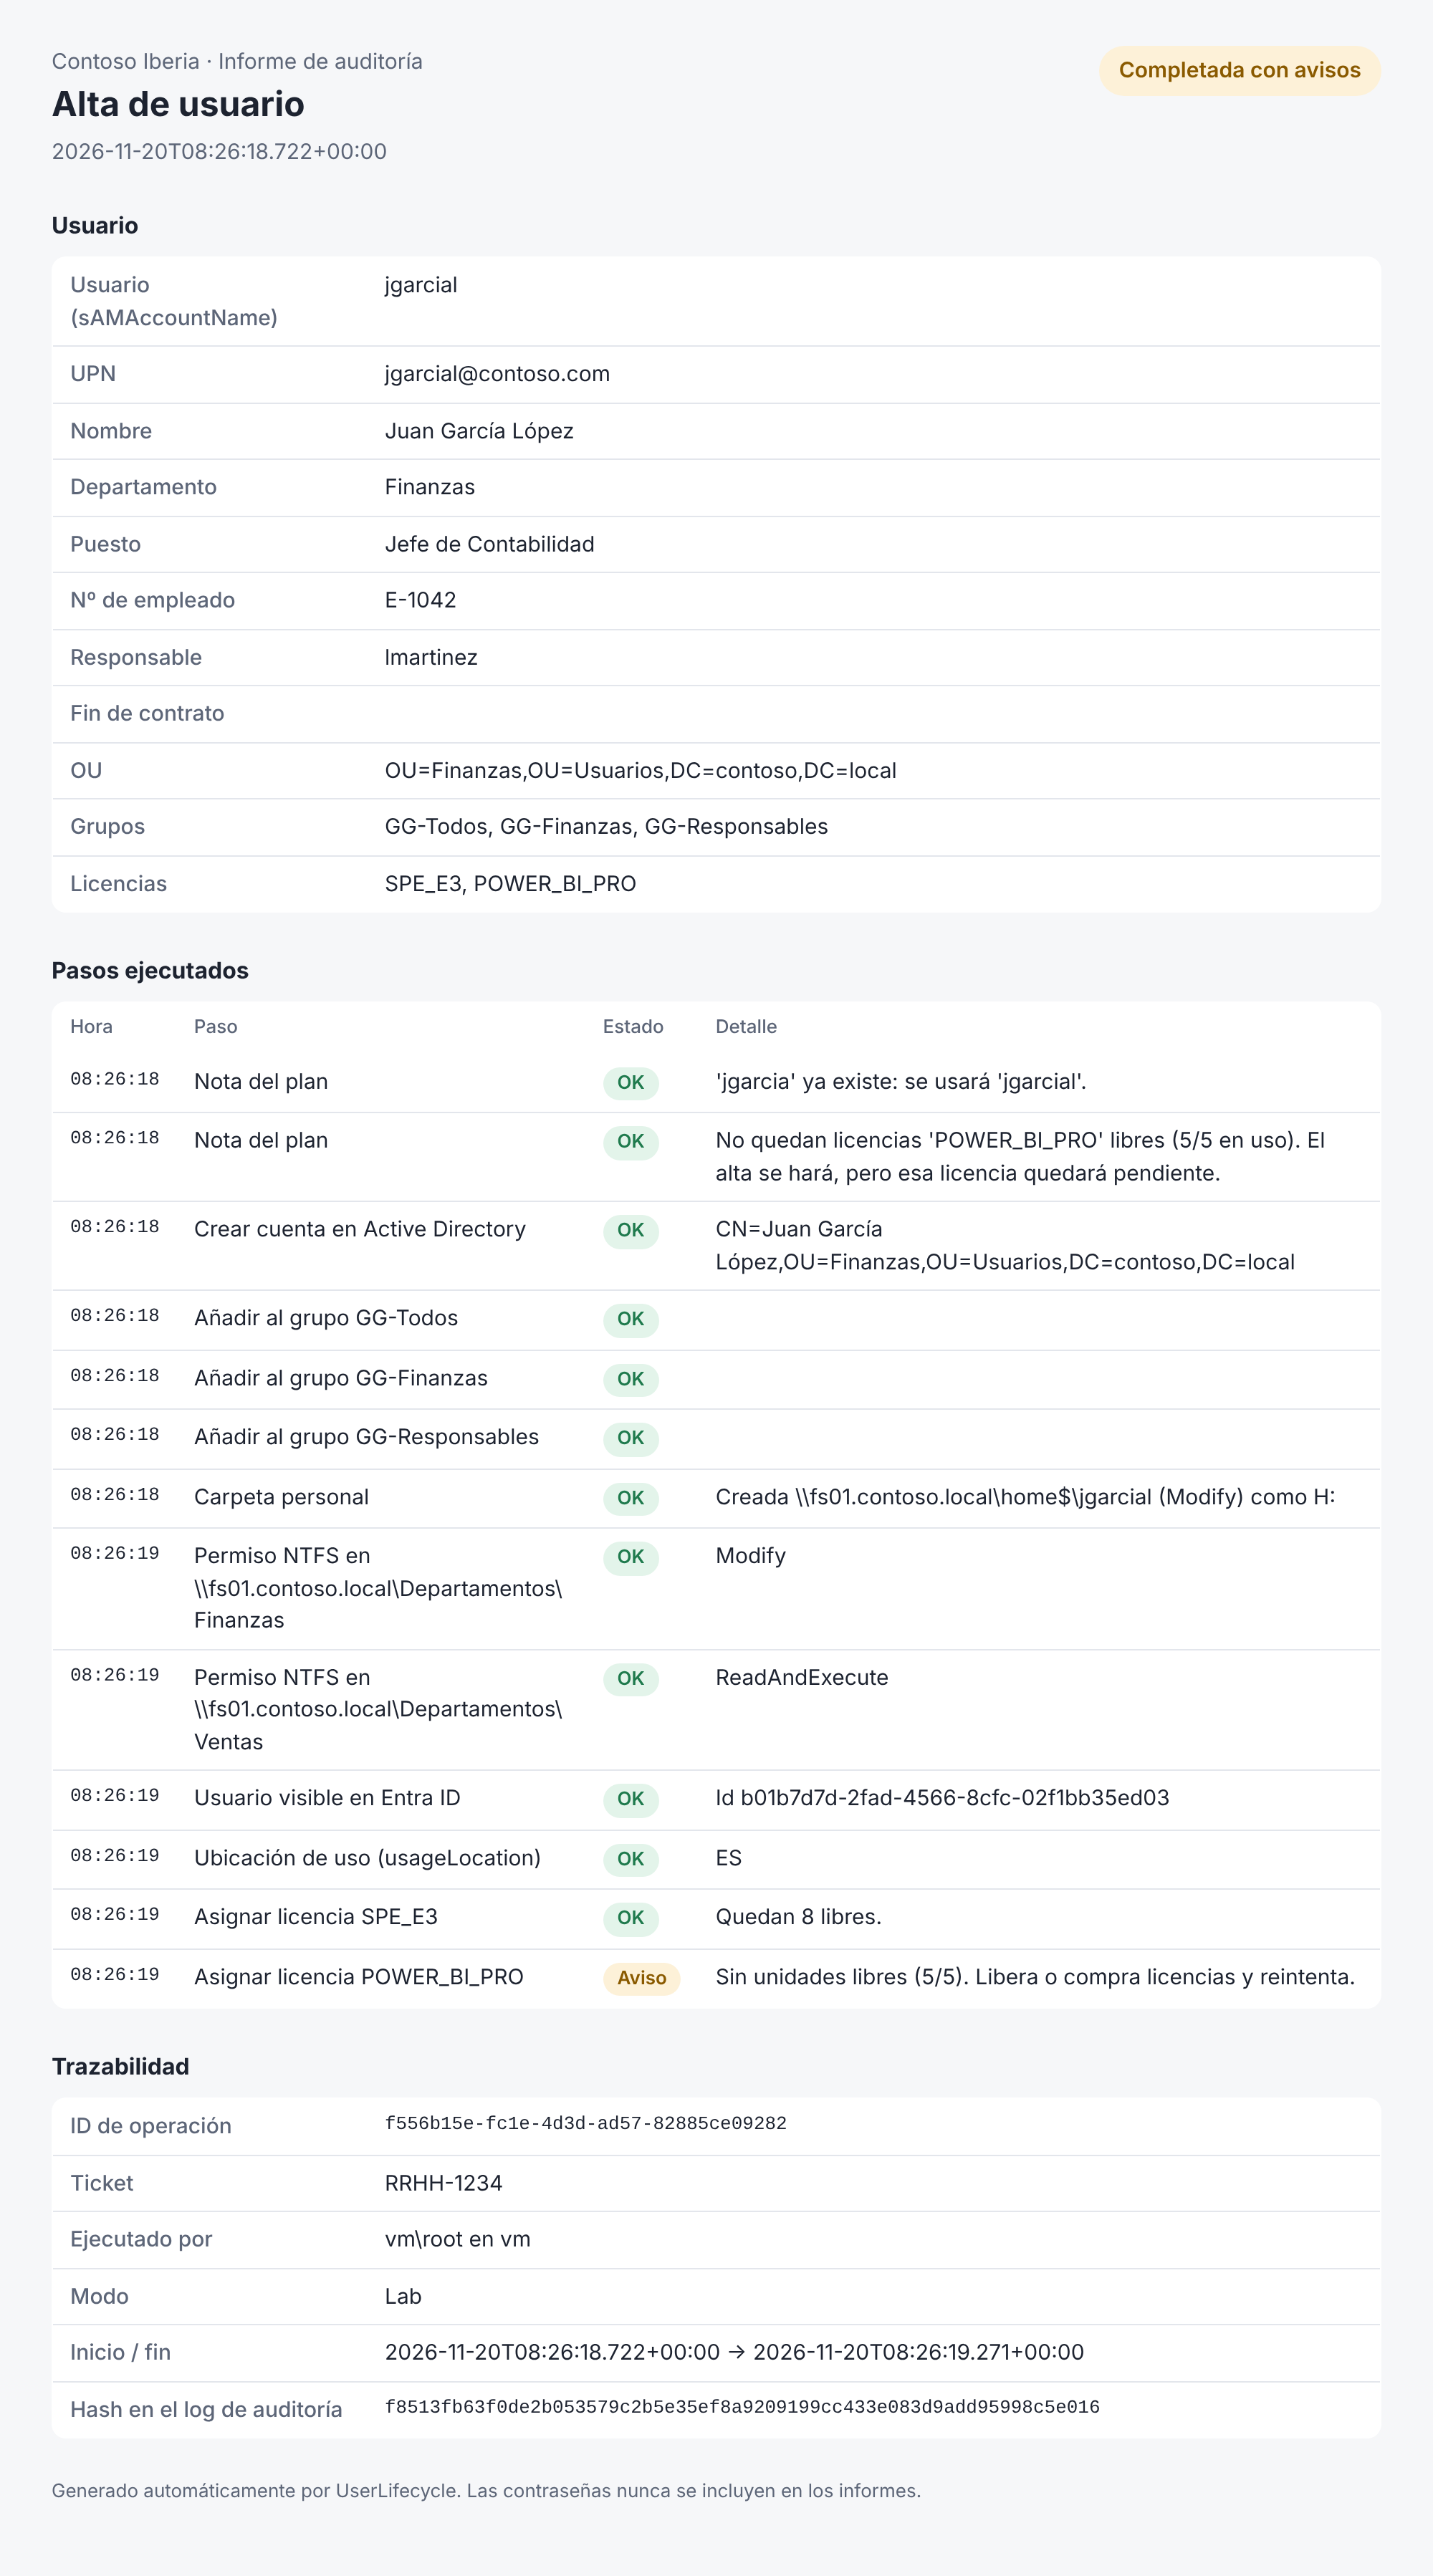 Contoso Iberia · Informe de auditoría
Completada con avisos
Alta de usuario
2026-11-20T08:26:18.722+00:00
Usuario
Usuario jgarcial
(sAMAccountName)
UPN jgarcial@contoso.com
Nombre Juan García López
Departamento Finanzas
Puesto Jefe de Contabilidad
Nº de empleado E-1042
Responsable lmartinez
Fin de contrato
OU OU=Finanzas,OU=Usuarios,DC=contoso,DC=local
Grupos GG-Todos, GG-Finanzas, GG-Responsables
Licencias SPE_E3, POWER_BI_PRO
Pasos ejecutados
Hora Paso Estado Detalle
08:26:18 Nota del plan OK 'jgarcia' ya existe: se usará 'jgarcial'.
08:26:18 Nota del plan OK No quedan licencias 'POWER_BI_PRO' libres (5/5 en uso). El
alta se hará, pero esa licencia quedará pendiente.
08:26:18 Crear cuenta en Active Directory OK CN=Juan García
López,OU=Finanzas,OU=Usuarios,DC=contoso,DC=local
08:26:18 Añadir al grupo GG-Todos OK
08:26:18 Añadir al grupo GG-Finanzas OK
08:26:18 Añadir al grupo GG-Responsables OK
08:26:18 Carpeta personal OK Creada \\fs01.contoso.local\home$\jgarcial (Modify) como H:
08:26:19 Permiso NTFS en OK Modify
\\fs01.contoso.local\Departamentos\
Finanzas
08:26:19 Permiso NTFS en OK ReadAndExecute
\\fs01.contoso.local\Departamentos\
Ventas
08:26:19 Usuario visible en Entra ID OK Id b01b7d7d-2fad-4566-8cfc-02f1bb35ed03
08:26:19 Ubicación de uso (usageLocation) OK ES
08:26:19 Asignar licencia SPE_E3 OK Quedan 8 libres.
08:26:19 Asignar licencia POWER_BI_PRO Aviso Sin unidades libres (5/5). Libera o compra licencias y reintenta.
Trazabilidad
ID de operación f556b15e-fc1e-4d3d-ad57-82885ce09282
Ticket RRHH-1234
Ejecutado por vm\root en vm
Modo Lab
Inicio / fin 2026-11-20T08:26:18.722+00:00 → 2026-11-20T08:26:19.271+00:00
Hash en el log de auditoría f8513fb63f0de2b053579c2b5e35ef8a9209199cc433e083d9add95998c5e016
Generado automáticamente por UserLifecycle. Las contraseñas nunca se incluyen en los informes.